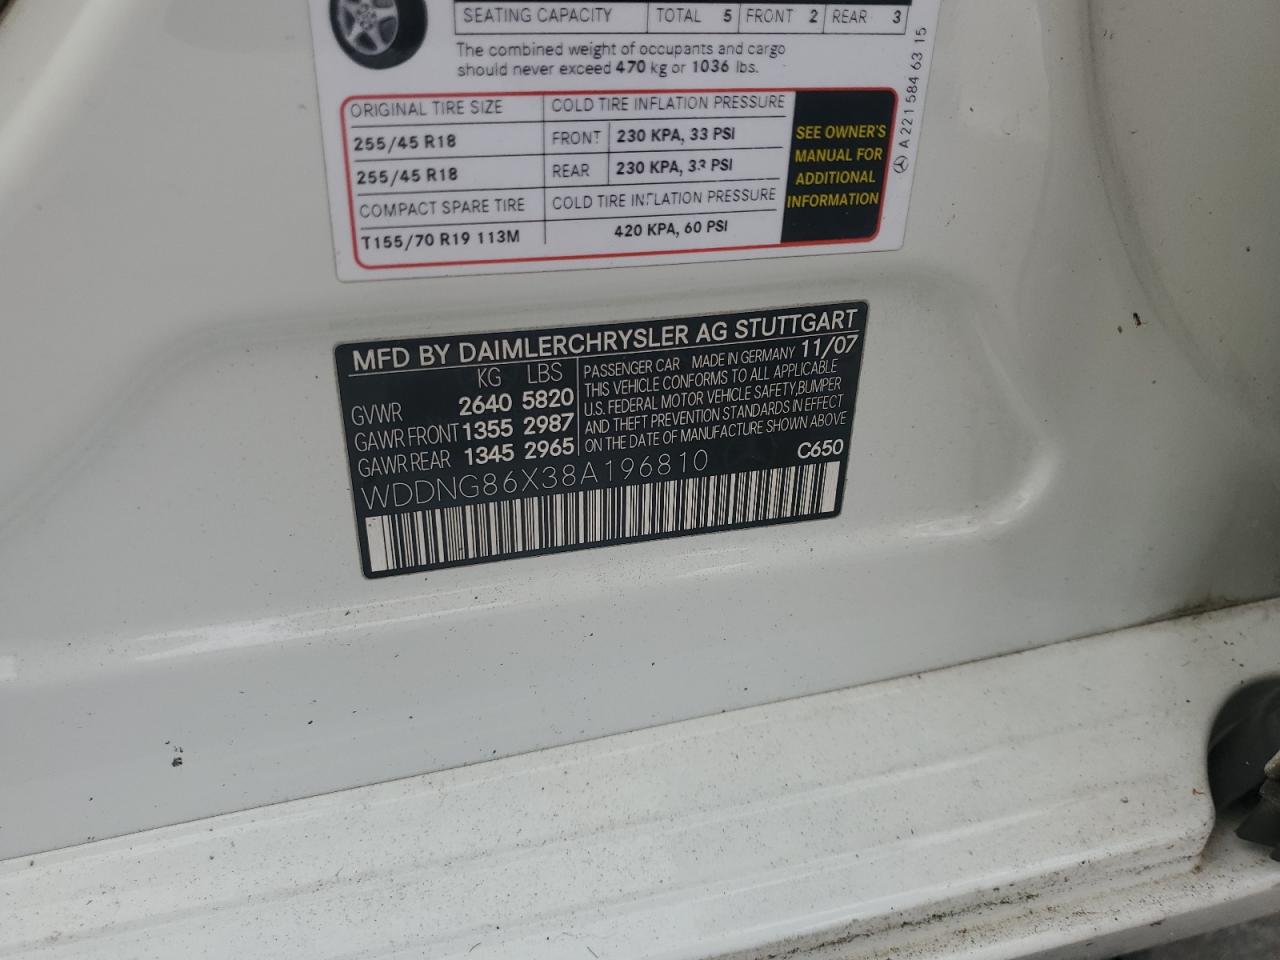 SEATING CAPACITY TOTAL 5 FRONT 2 REAR 3
The combined weight of occupants and cargo
should never exceed 470 kg or 1036 lbs.
ORIGINAL TIRE SIZE COLD TIRE INFLATION PRESSURE
255/45 R18 FRONT 230 KPA, 33 PSI
255/45 R18 REAR 230 KPA, 33 PSI
COMPACT SPARE TIRE COLD TIRE INFLATION PRESSURE
T155/70 R19 113M 420 KPA, 60 PSI
SEE OWNER'S
MANUAL FOR
ADDITIONAL
INFORMATION
A 221 584 63 15
MFD BY DAIMLERCHRYSLER AG STUTTGART
KG LBS
GVWR 2640 5820
GAWR FRONT 1355 2987
GAWR REAR 1345 2965
PASSENGER CAR MADE IN GERMANY 11/07
THIS VEHICLE CONFORMS TO ALL APPLICABLE
U.S. FEDERAL MOTOR VEHICLE SAFETY, BUMPER
AND THEFT PREVENTION STANDARDS IN EFFECT
ON THE DATE OF MANUFACTURE SHOWN ABOVE
WDDNG86X38A196810 C650